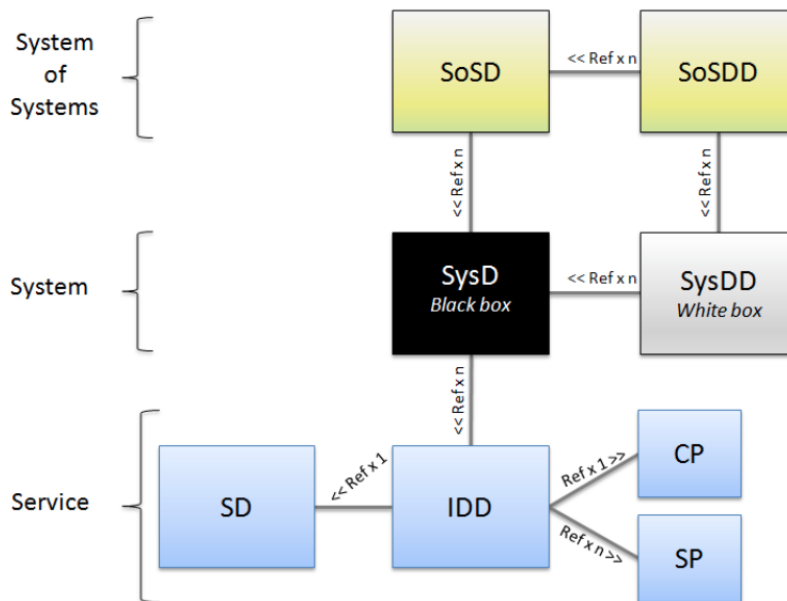 System
of
Systems
SoSD
<< Ref x n
SoSDD
<< Ref x n
<< Ref x n
System
SysD
Black box
<< Ref x n
SysDD
White box
<< Ref x n
Service
SD
<< Ref x 1
IDD
Ref x 1 >>
CP
Ref x n >>
SP